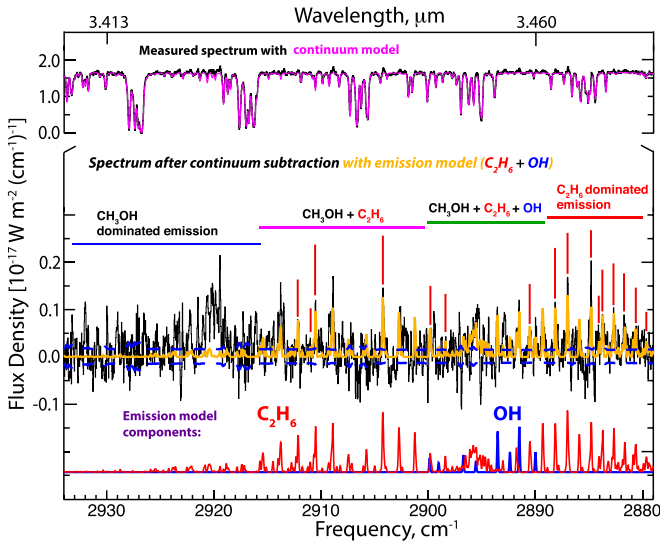 Wavelength, μm
3.413
3.460
Measured spectrum with continuum model
2.0
1.0
0.0
Spectrum after continuum subtraction with emission model (C₂H₆ + OH)
CH₃OH
dominated emission
CH₃OH + C₂H₆
CH₃OH + C₂H₆ + OH
C₂H₆ dominated
emission
Flux Density [10⁻¹⁷ W m⁻² (cm⁻¹)⁻¹]
0.2
0.1
0.0
-0.1
Emission model
components:
C₂H₆
OH
2930
2920
2910
2900
2890
2880
Frequency, cm⁻¹